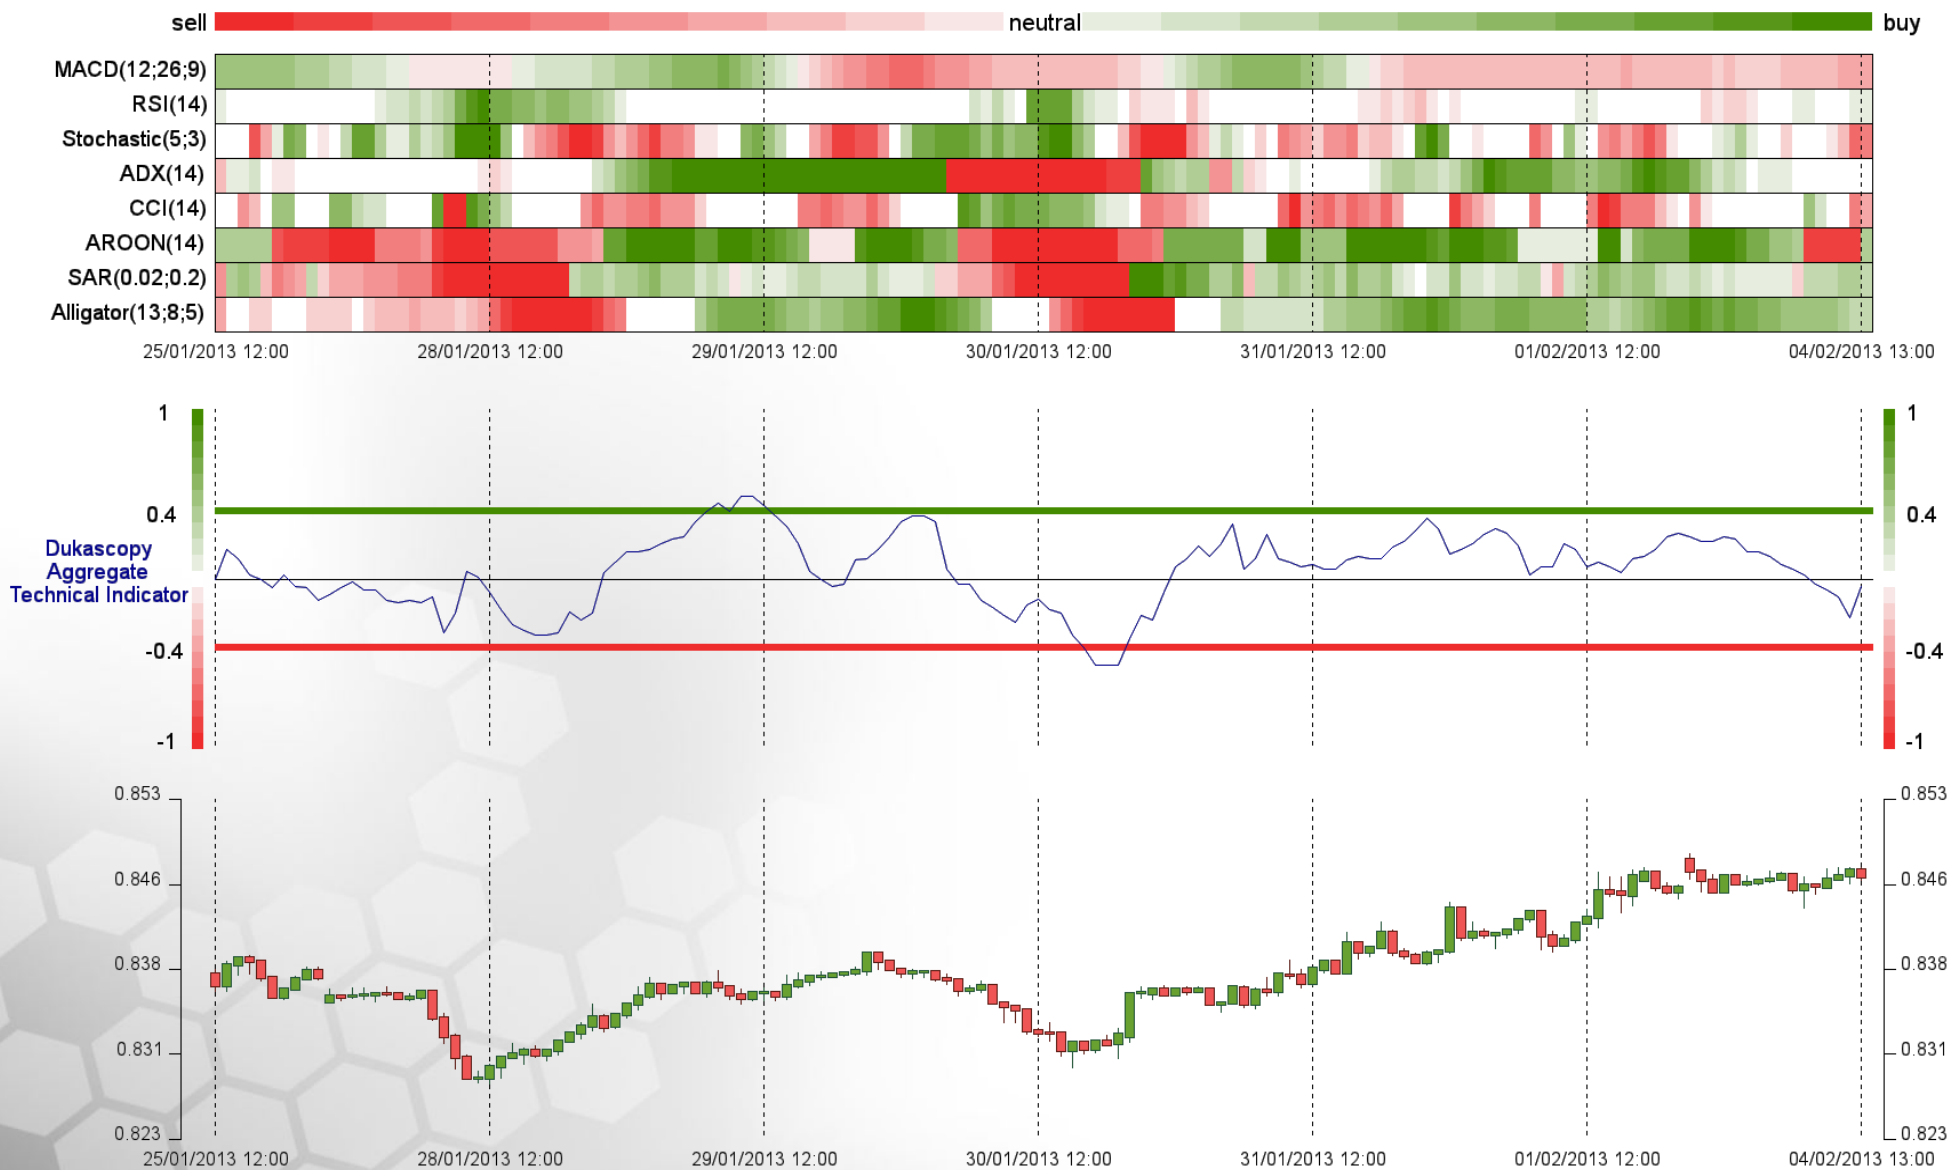 sell neutral buy
MACD(12;26;9)
RSI(14)
Stochastic(5;3)
ADX(14)
CCI(14)
AROON(14)
SAR(0.02;0.2)
Alligator(13;8;5)
25/01/2013 12:00 28/01/2013 12:00 29/01/2013 12:00 30/01/2013 12:00 31/01/2013 12:00 01/02/2013 12:00 04/02/2013 13:00
1 1
0.4 0.4
Dukascopy
Aggregate
Technical Indicator
-0.4 -0.4
-1 -1
0.853 0.853
0.846 0.846
0.838 0.838
0.831 0.831
0.823 0.823
25/01/2013 12:00 28/01/2013 12:00 29/01/2013 12:00 30/01/2013 12:00 31/01/2013 12:00 01/02/2013 12:00 04/02/2013 13:00